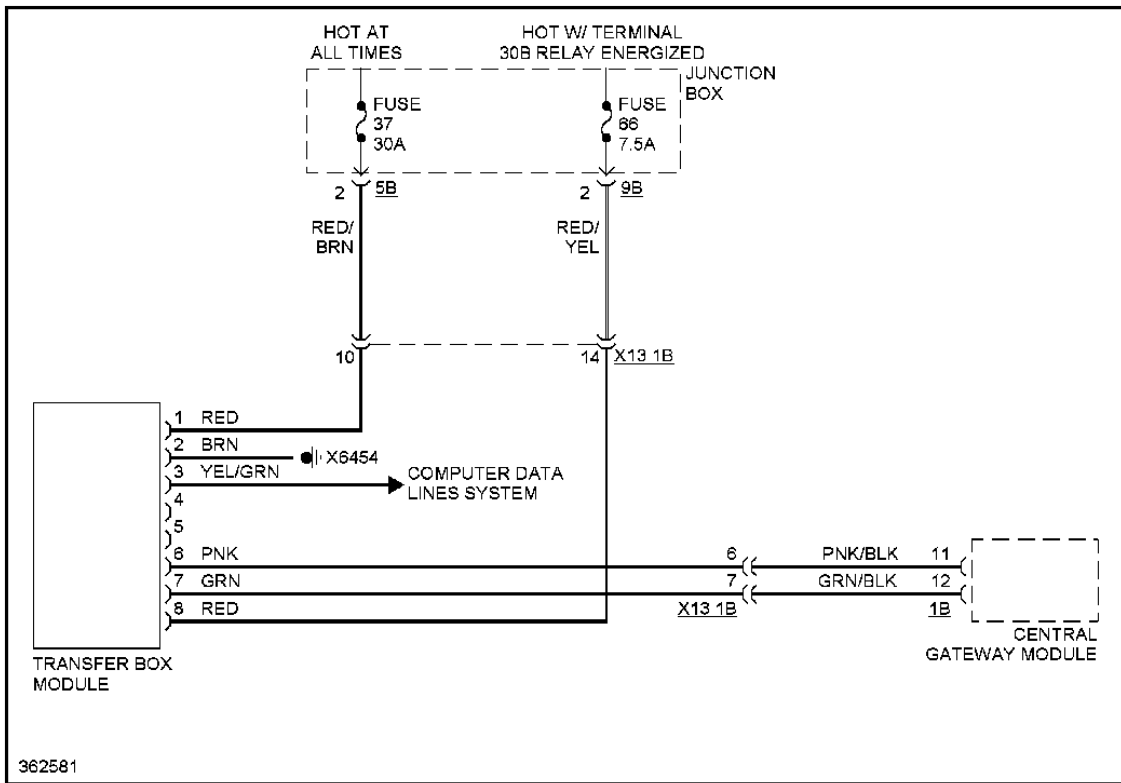 HOT AT
ALL TIMES
HOT W/ TERMINAL
30B RELAY ENERGIZED
JUNCTION
BOX
FUSE
37
30A
FUSE
66
7.5A
2 5B
2 9B
RED/
BRN
RED/
YEL
10
14 X13 1B
1 RED
2 BRN
X6454
3 YEL/GRN
COMPUTER DATA
LINES SYSTEM
4
5
6 PNK
6 PNK/BLK 11
7 GRN
7 GRN/BLK 12
8 RED
X13 1B
1B
TRANSFER BOX
MODULE
CENTRAL
GATEWAY MODULE
362581